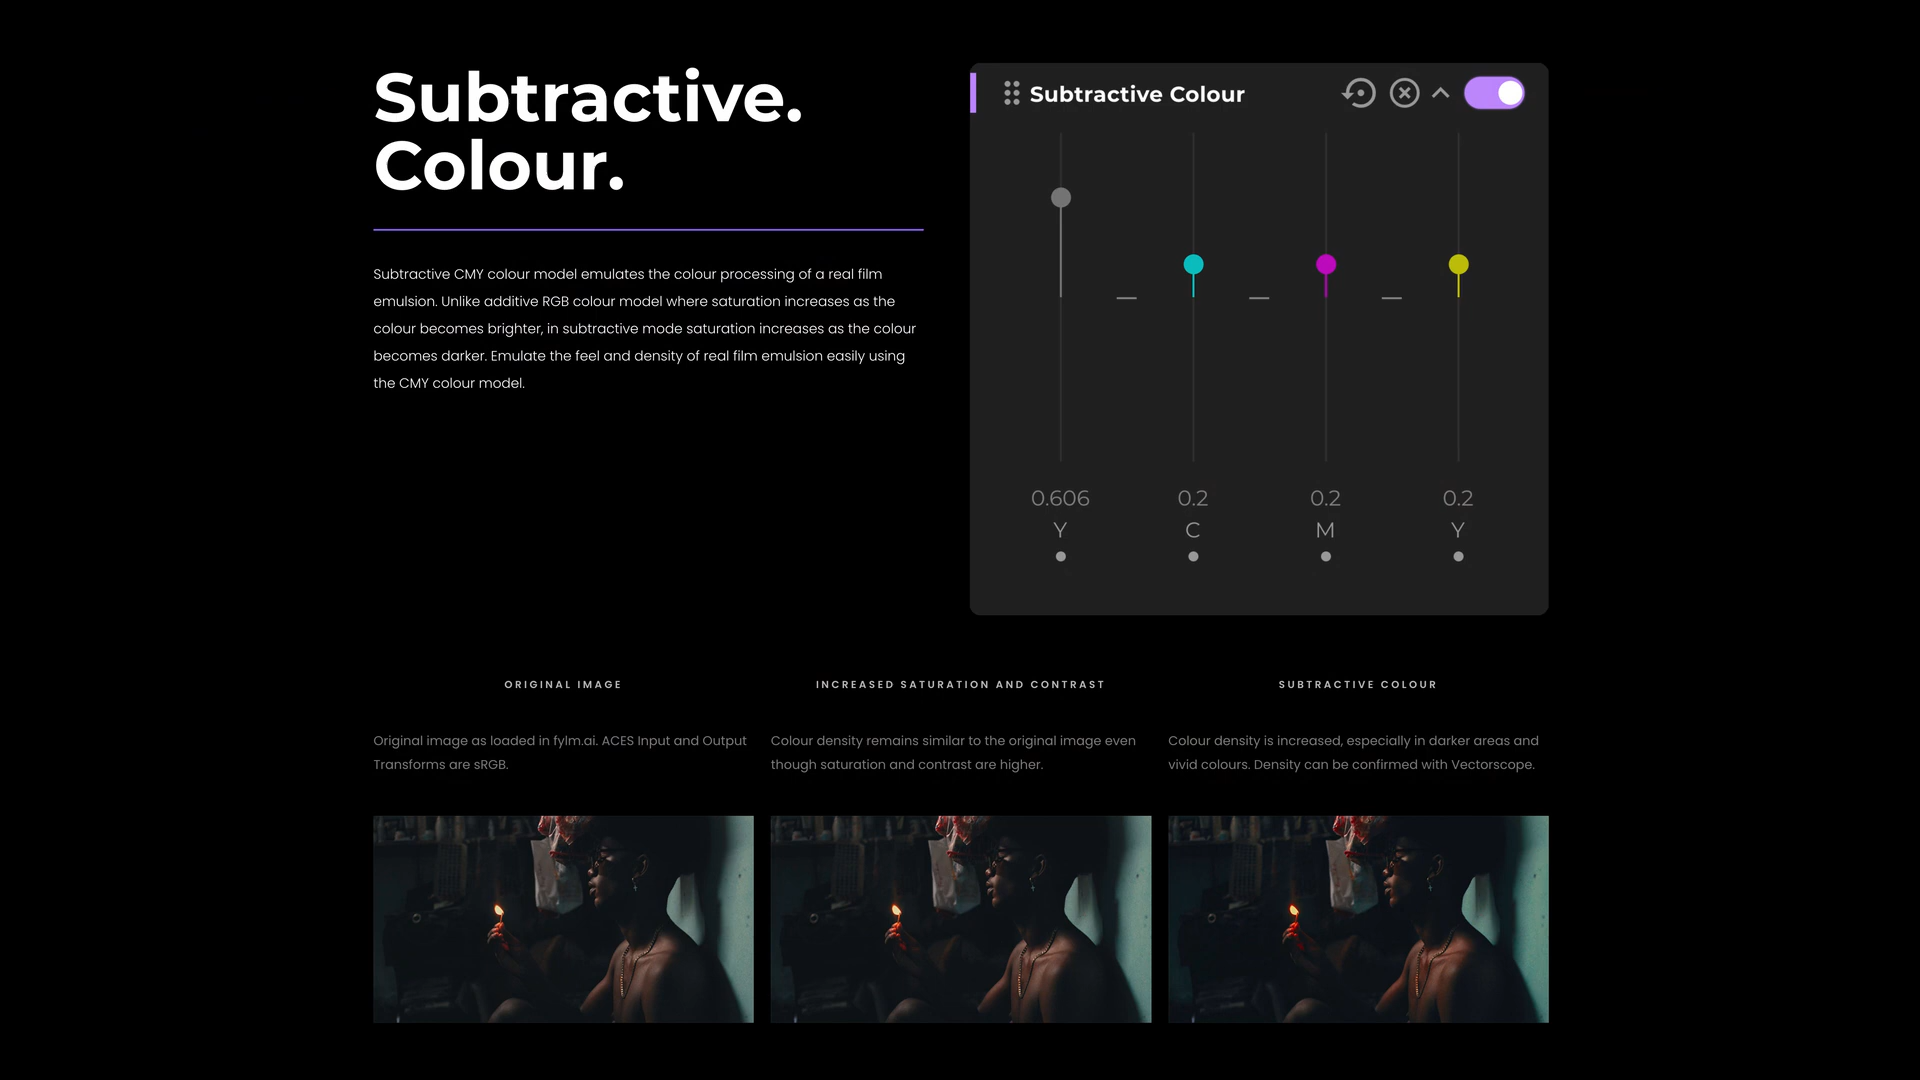 Subtractive.
Colour.
Subtractive CMY colour model emulates the colour processing of a real film
emulsion. Unlike additive RGB colour model where saturation increases as the
colour becomes brighter, in subtractive mode saturation increases as the colour
becomes darker. Emulate the feel and density of real film emulsion easily using
the CMY colour model.
Subtractive Colour
0.606 0.2 0.2 0.2
Y C M Y
ORIGINAL IMAGE
Original image as loaded in fylm.ai. ACES Input and Output
Transforms are sRGB.
INCREASED SATURATION AND CONTRAST
Colour density remains similar to the original image even
though saturation and contrast are higher.
SUBTRACTIVE COLOUR
Colour density is increased, especially in darker areas and
vivid colours. Density can be confirmed with Vectorscope.